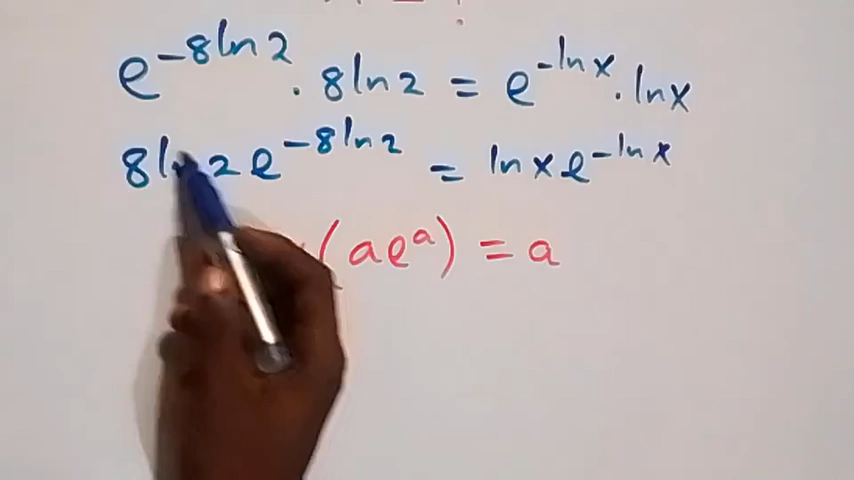 e^-8ln2 . 8ln2 = e^-lnx . lnx
8ln2 e^-8ln2 = lnx e^-lnx
(ae^a) = a